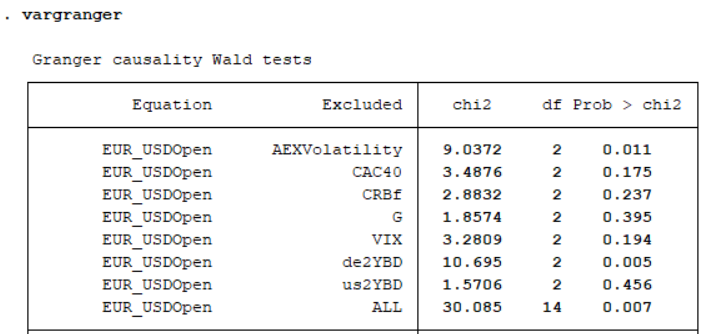 . vargranger
Granger causality Wald tests
Equation Excluded chi2 df Prob > chi2
EUR_USDOpen AEXVolatility 9.0372 2 0.011
EUR_USDOpen CAC40 3.4876 2 0.175
EUR_USDOpen CRBf 2.8832 2 0.237
EUR_USDOpen G 1.8574 2 0.395
EUR_USDOpen VIX 3.2809 2 0.194
EUR_USDOpen de2YBD 10.695 2 0.005
EUR_USDOpen us2YBD 1.5706 2 0.456
EUR_USDOpen ALL 30.085 14 0.007